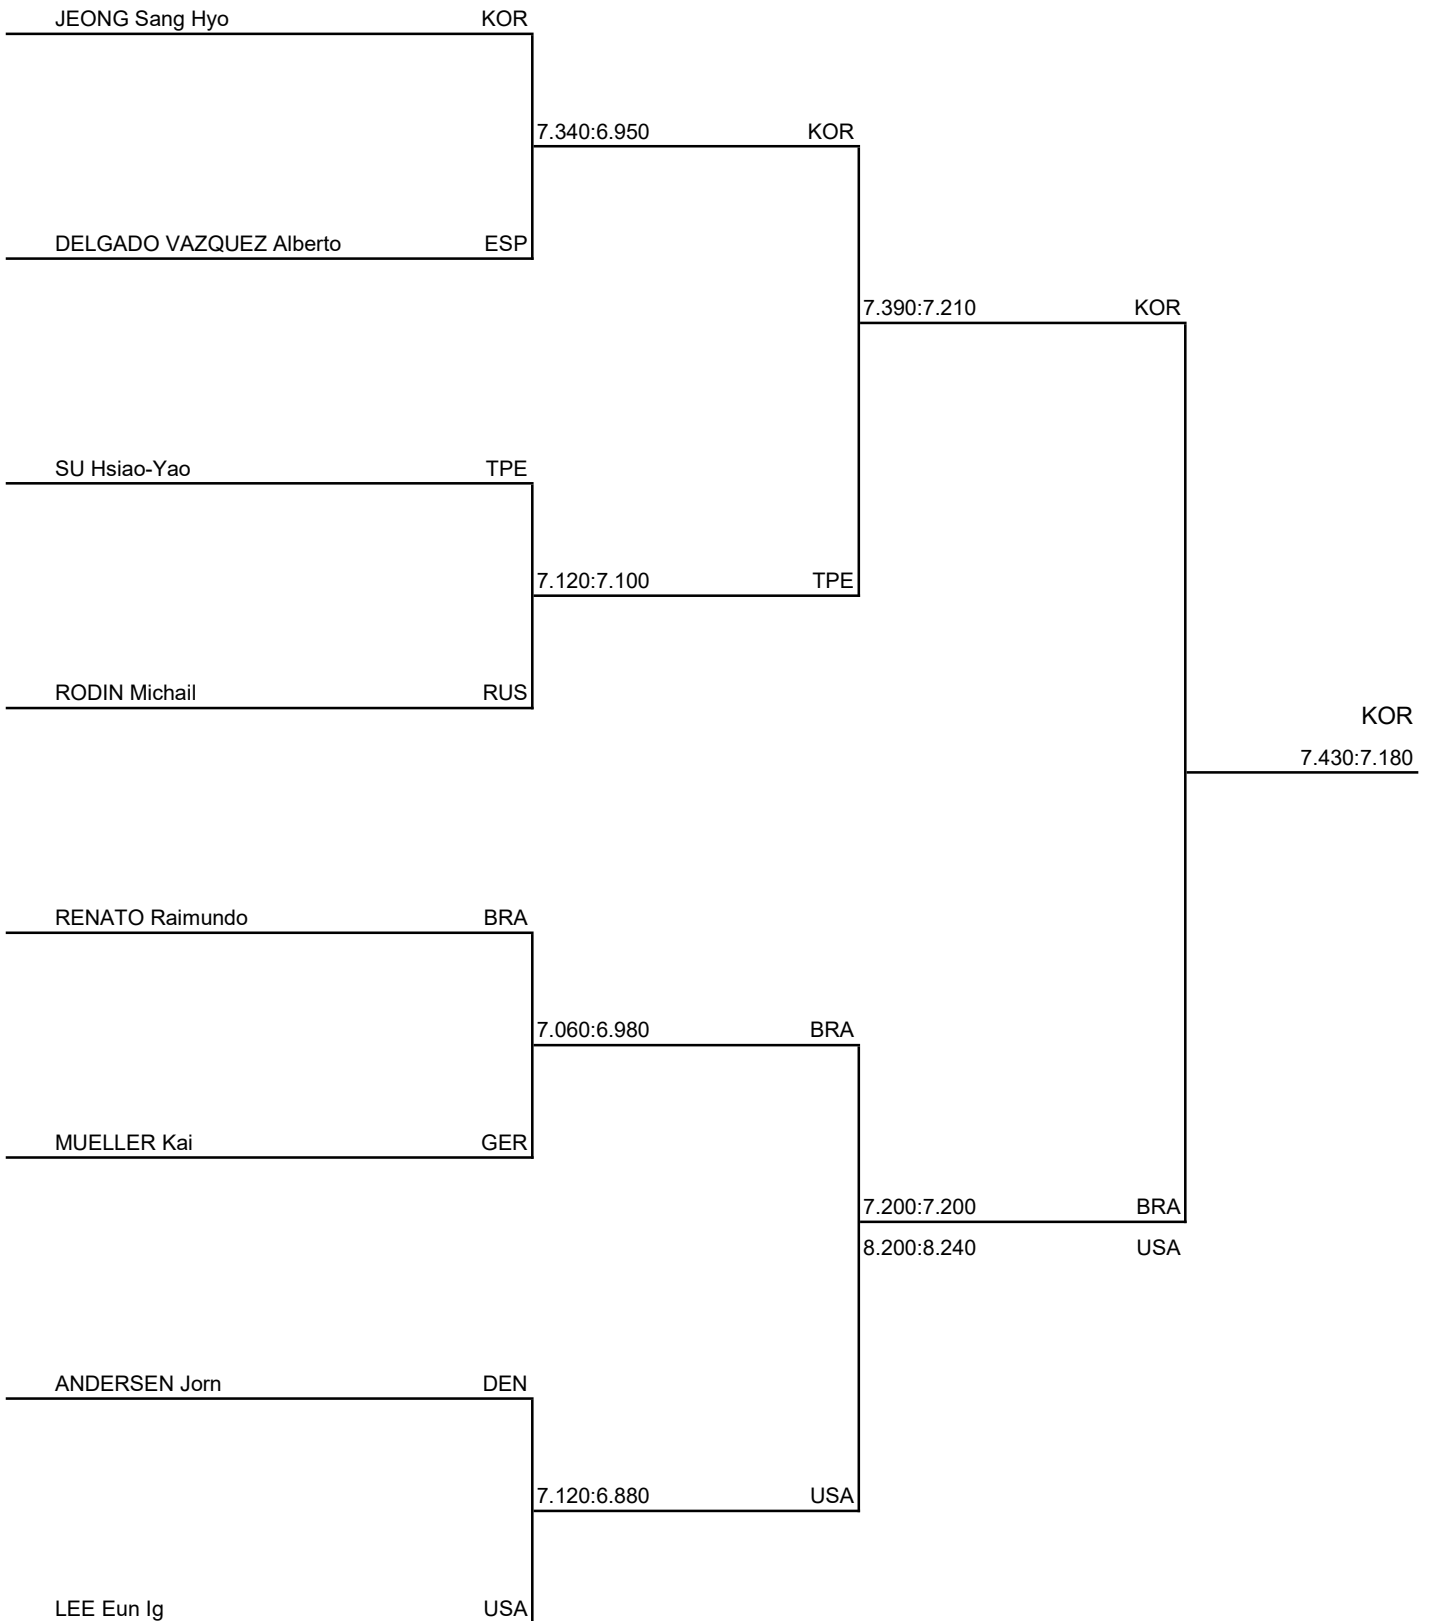 JEONG Sang Hyo KOR
7.340:6.950 KOR
DELGADO VAZQUEZ Alberto ESP
7.390:7.210 KOR
SU Hsiao-Yao TPE
7.120:7.100 TPE
RODIN Michail RUS
KOR
7.430:7.180
RENATO Raimundo BRA
7.060:6.980 BRA
MUELLER Kai GER
7.200:7.200 BRA
8.200:8.240 USA
ANDERSEN Jorn DEN
7.120:6.880 USA
LEE Eun Ig USA